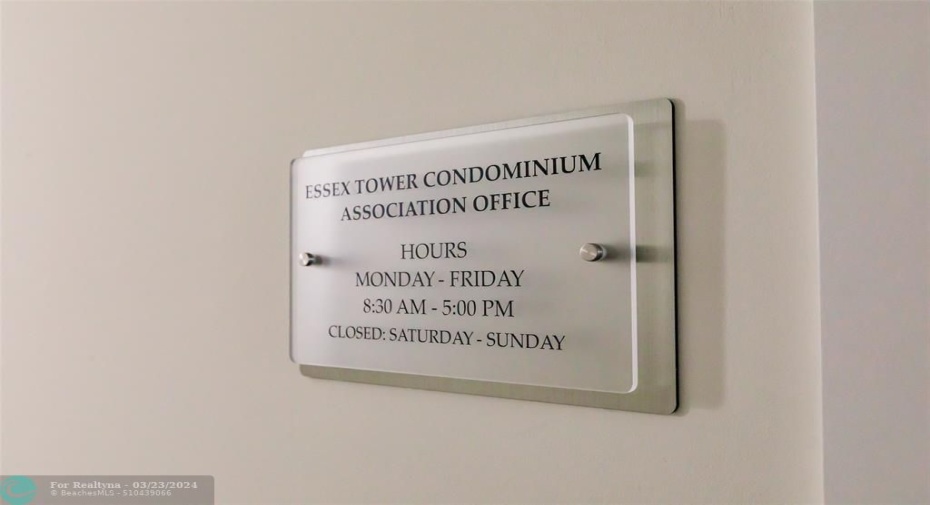 ESSEX TOWER CONDOMINIUM
ASSOCIATION OFFICE
HOURS
MONDAY - FRIDAY
8:30 AM - 5:00 PM
CLOSED: SATURDAY - SUNDAY
For Realtyna - 03/23/2024
© BeachesMLS - 510439066